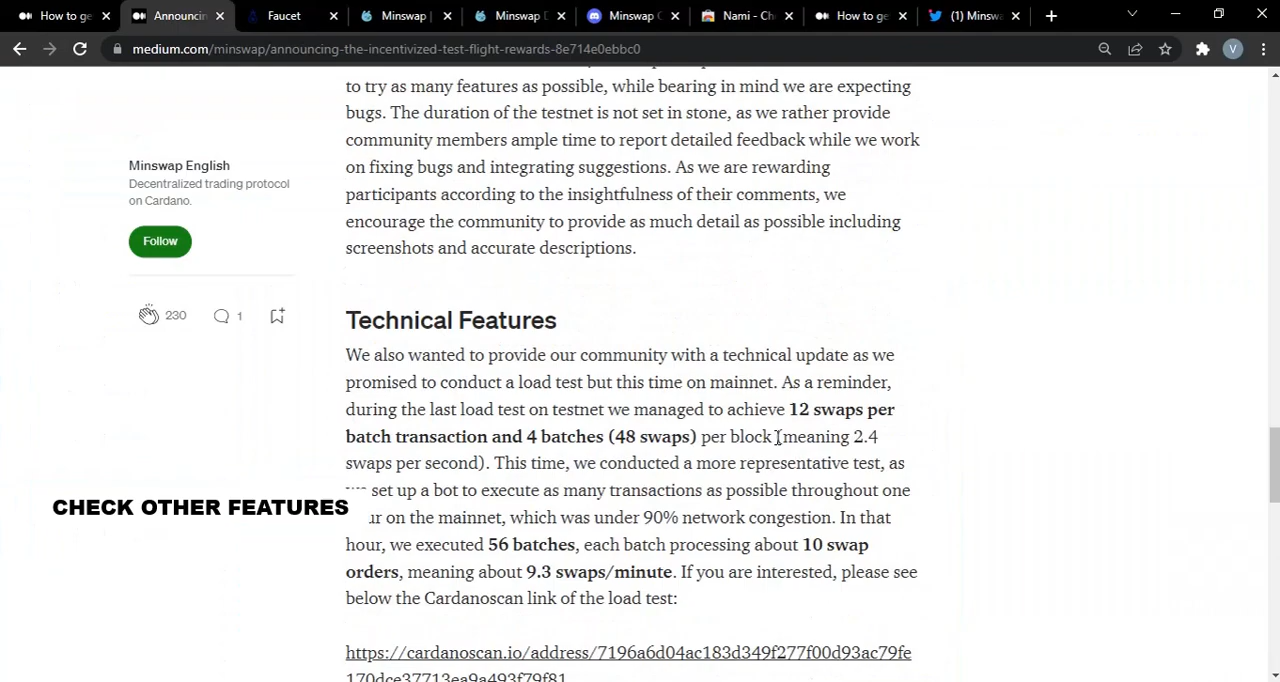 How to ge
Announcin
Faucet
Minswap |
Minswap D
Minswap C
Nami - Ch
How to ge
(1) Minsw
medium.com/minswap/announcing-the-incentivized-test-flight-rewards-8e714e0ebbc0
V
to try as many features as possible, while bearing in mind we are expecting
bugs. The duration of the testnet is not set in stone, as we rather provide
community members ample time to report detailed feedback while we work
on fixing bugs and integrating suggestions. As we are rewarding
participants according to the insightfulness of their comments, we
encourage the community to provide as much detail as possible including
screenshots and accurate descriptions.
Minswap English
Decentralized trading protocol
on Cardano.
Follow
230
1
Technical Features
We also wanted to provide our community with a technical update as we
promised to conduct a load test but this time on mainnet. As a reminder,
during the last load test on testnet we managed to achieve 12 swaps per
batch transaction and 4 batches (48 swaps) per block (meaning 2.4
swaps per second). This time, we conducted a more representative test, as
set up a bot to execute as many transactions as possible throughout one
ur on the mainnet, which was under 90% network congestion. In that
hour, we executed 56 batches, each batch processing about 10 swap
orders, meaning about 9.3 swaps/minute. If you are interested, please see
below the Cardanoscan link of the load test:
https://cardanoscan.io/address/7196a6d04ac183d349f277f00d93ac79fe
170dce37713ea9a493f79f81
CHECK OTHER FEATURES